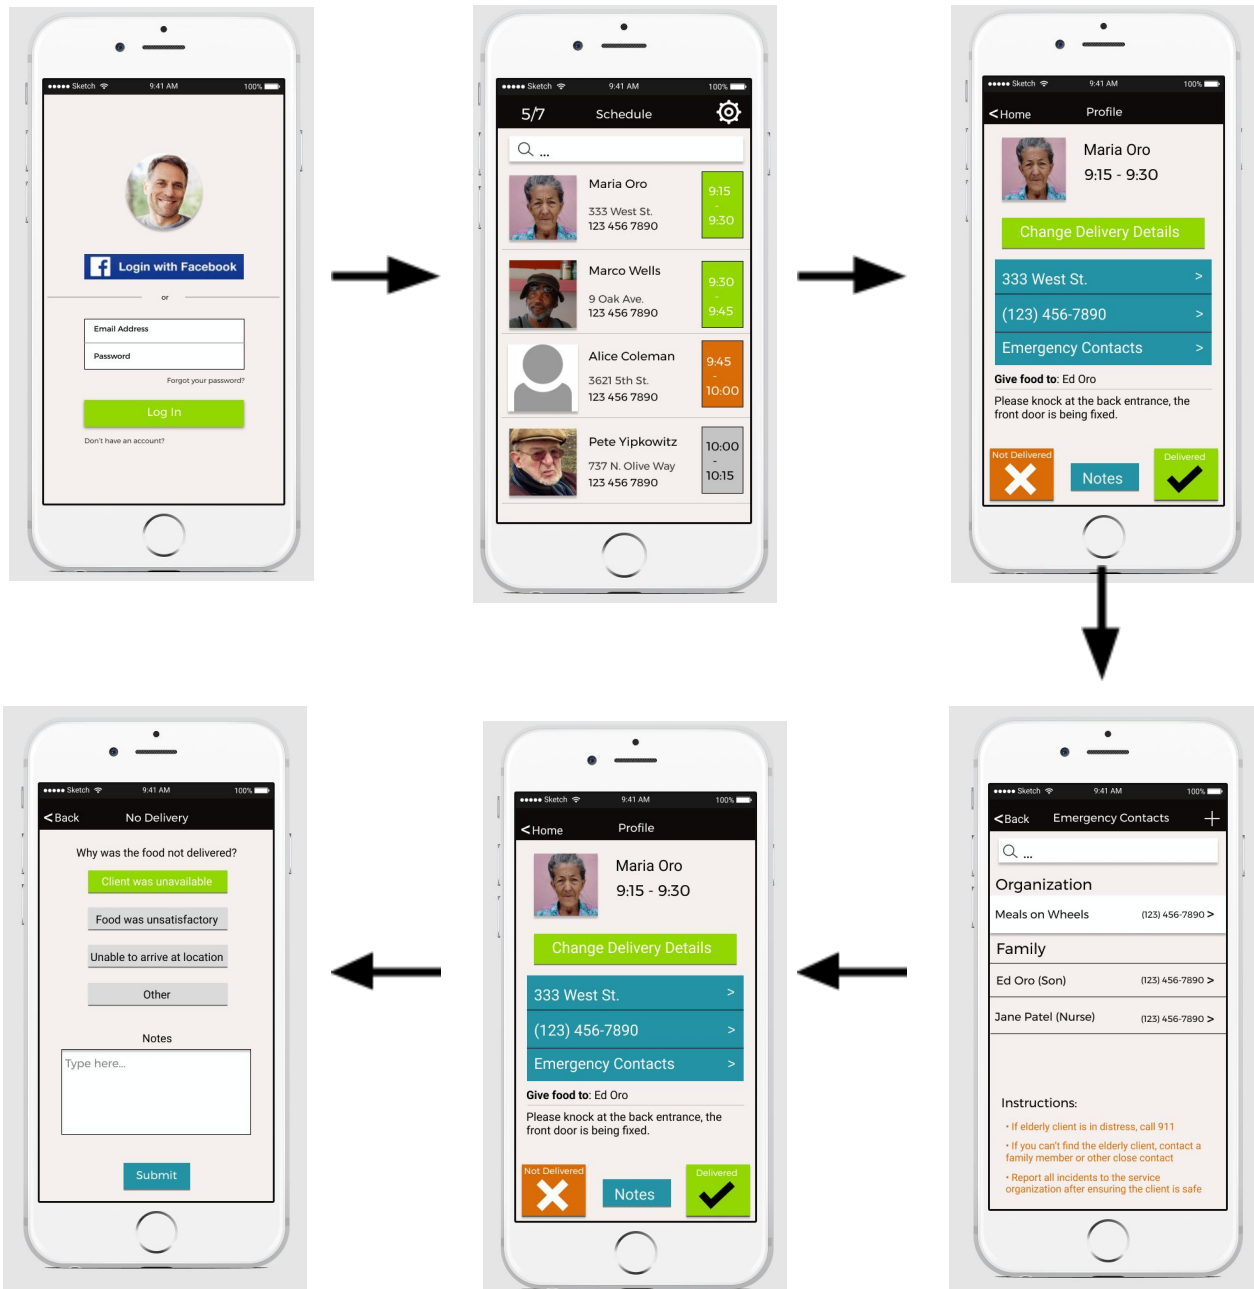 Sketch 9:41 AM 100%
Login with Facebook
or
Email Address
Password
Forgot your password?
Log In
Don't have an account?
Sketch 9:41 AM 100%
5/7 Schedule
...
Maria Oro
333 West St.
123 456 7890
9:15
-
9:30
Marco Wells
9 Oak Ave.
123 456 7890
9:30
-
9:45
Alice Coleman
3621 5th St.
123 456 7890
9:45
-
10:00
Pete Yipkowitz
737 N. Olive Way
123 456 7890
10:00
-
10:15
Sketch 9:41 AM 100%
<Home Profile
Maria Oro
9:15 - 9:30
Change Delivery Details
333 West St. >
(123) 456-7890 >
Emergency Contacts >
Give food to: Ed Oro
Please knock at the back entrance, the
front door is being fixed.
Not Delivered
Notes
Delivered
Sketch 9:41 AM 100%
<Back Emergency Contacts +
...
Organization
Meals on Wheels (123) 456-7890 >
Family
Ed Oro (Son) (123) 456-7890 >
Jane Patel (Nurse) (123) 456-7890 >
Instructions:
• If elderly client is in distress, call 911
• If you can't find the elderly client, contact a
family member or other close contact
• Report all incidents to the service
organization after ensuring the client is safe
Sketch 9:41 AM 100%
<Home Profile
Maria Oro
9:15 - 9:30
Change Delivery Details
333 West St. >
(123) 456-7890 >
Emergency Contacts >
Give food to: Ed Oro
Please knock at the back entrance, the
front door is being fixed.
Not Delivered
Notes
Delivered
Sketch 9:41 AM 100%
<Back No Delivery
Why was the food not delivered?
Client was unavailable
Food was unsatisfactory
Unable to arrive at location
Other
Notes
Type here...
Submit